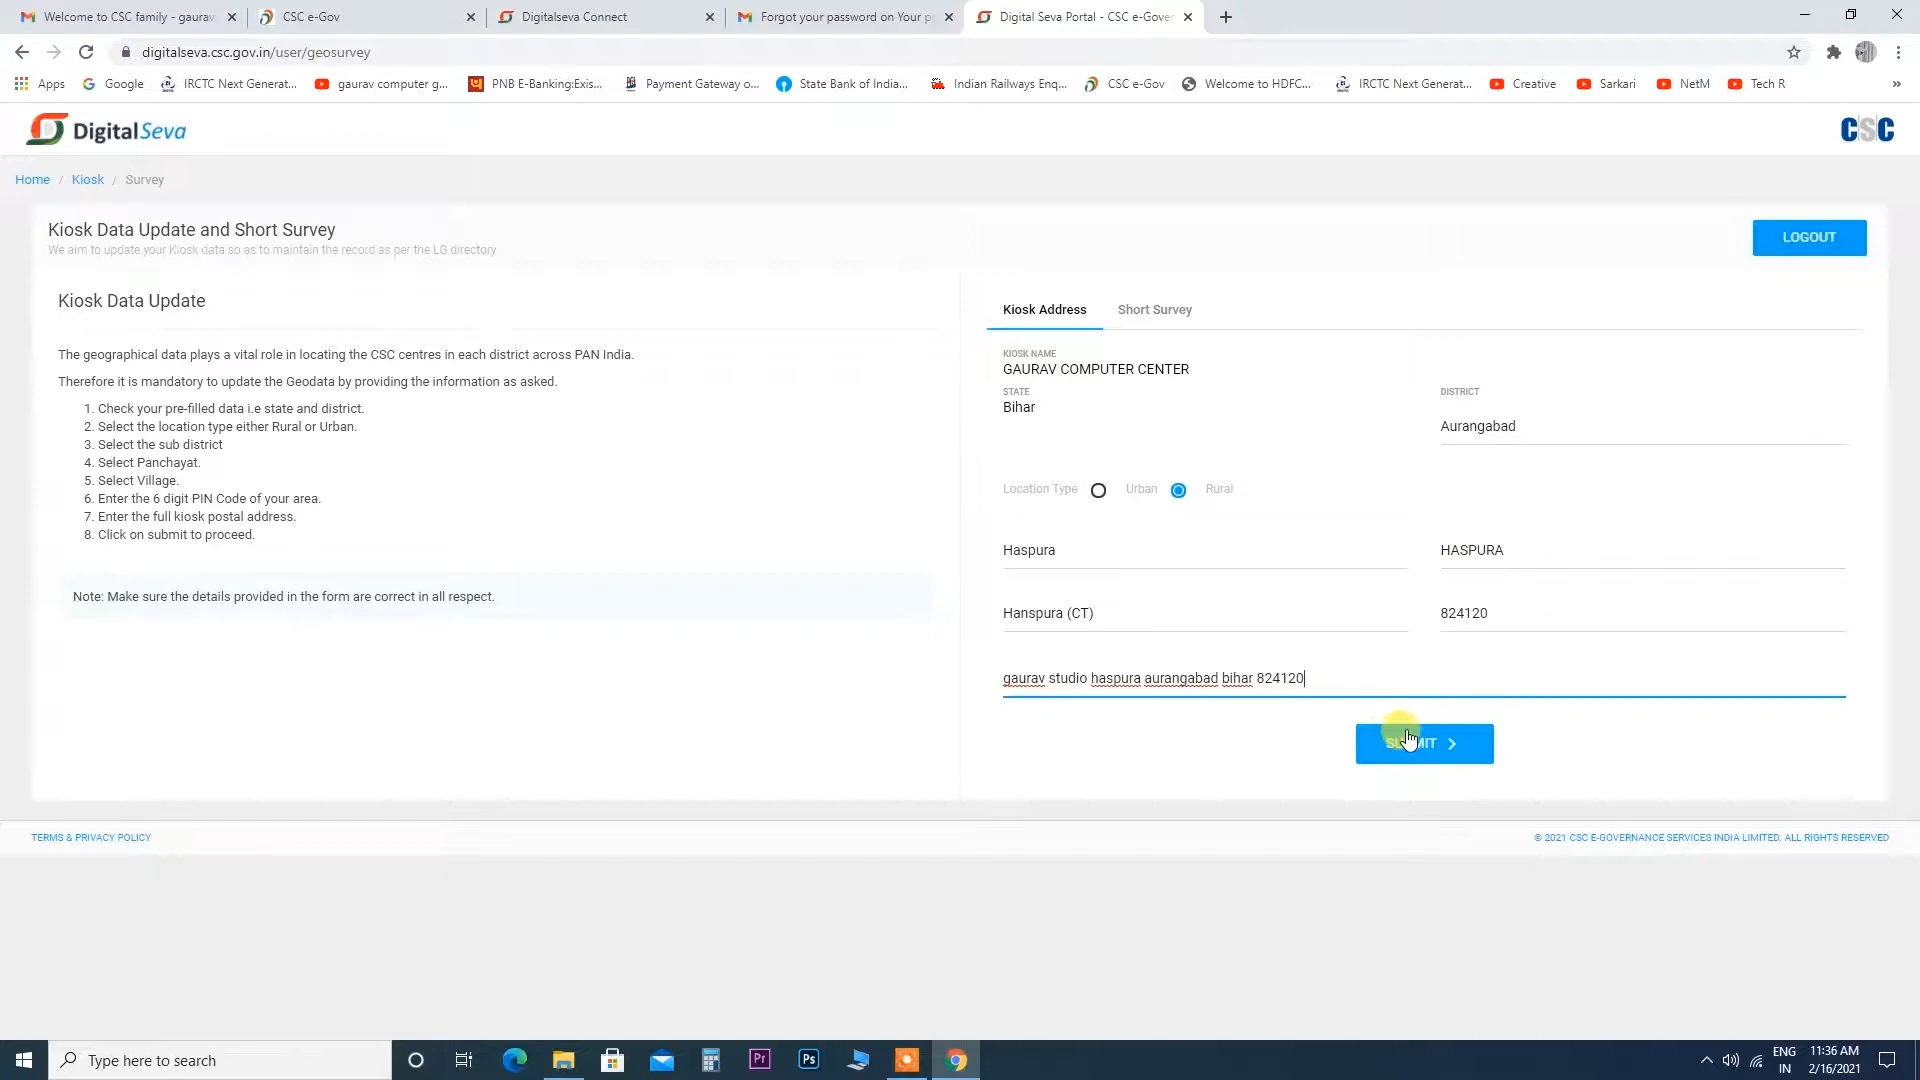 Welcome to CSC family - gaurav
CSC e-Gov
Digitalseva Connect
Forgot your password on Your p
Digital Seva Portal - CSC e-Gover
digitalseva.csc.gov.in/user/geosurvey
Apps
Google
IRCTC Next Generat...
gaurav computer g...
PNB E-Banking:Exis...
Payment Gateway o...
State Bank of India...
Indian Railways Enq...
CSC e-Gov
Welcome to HDFC...
IRCTC Next Generat...
Creative
Sarkari
NetM
Tech R
»
DigitalSeva
CSC
Home / Kiosk / Survey
Kiosk Data Update and Short Survey
We aim to update your Kiosk data so as to maintain the record as per the LG directory
LOGOUT
Kiosk Data Update
The geographical data plays a vital role in locating the CSC centres in each district across PAN India.
Therefore it is mandatory to update the Geodata by providing the information as asked.
1. Check your pre-filled data i.e state and district.
2. Select the location type either Rural or Urban.
3. Select the sub district
4. Select Panchayat.
5. Select Village.
6. Enter the 6 digit PIN Code of your area.
7. Enter the full kiosk postal address.
8. Click on submit to proceed.
Note: Make sure the details provided in the form are correct in all respect.
Kiosk Address
Short Survey
KIOSK NAME
GAURAV COMPUTER CENTER
STATE
Bihar
DISTRICT
Aurangabad
Location Type Urban Rural
Haspura
HASPURA
Hanspura (CT)
824120
gaurav studio haspura aurangabad bihar 824120
TERMS & PRIVACY POLICY
© 2021 CSC E-GOVERNANCE SERVICES INDIA LIMITED. ALL RIGHTS RESERVED
Type here to search
Pr
Ps
ENG
IN
11:36 AM
2/16/2021